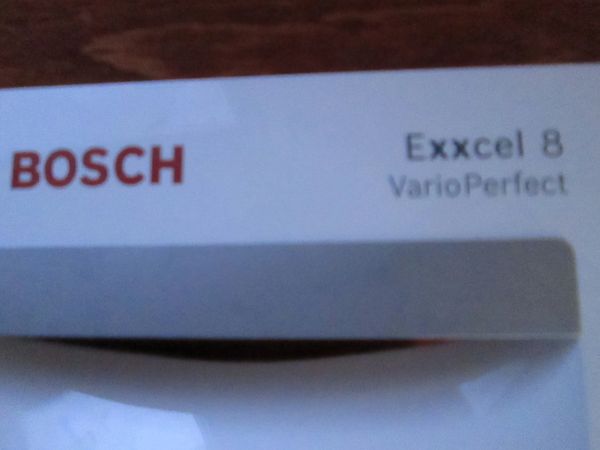 BOSCH
Exxcel 8
VarioPerfect